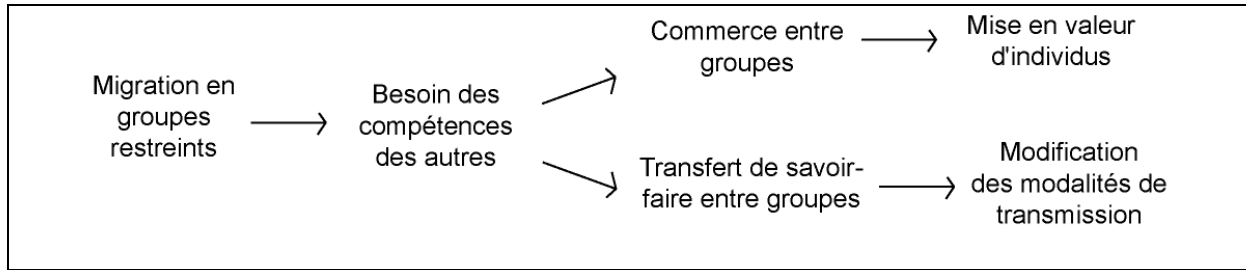 Migration en
groupes
restreints
Besoin des
compétences
des autres
Commerce entre
groupes
Mise en valeur
d'individus
Transfert de savoir-
faire entre groupes
Modification
des modalités de
transmission